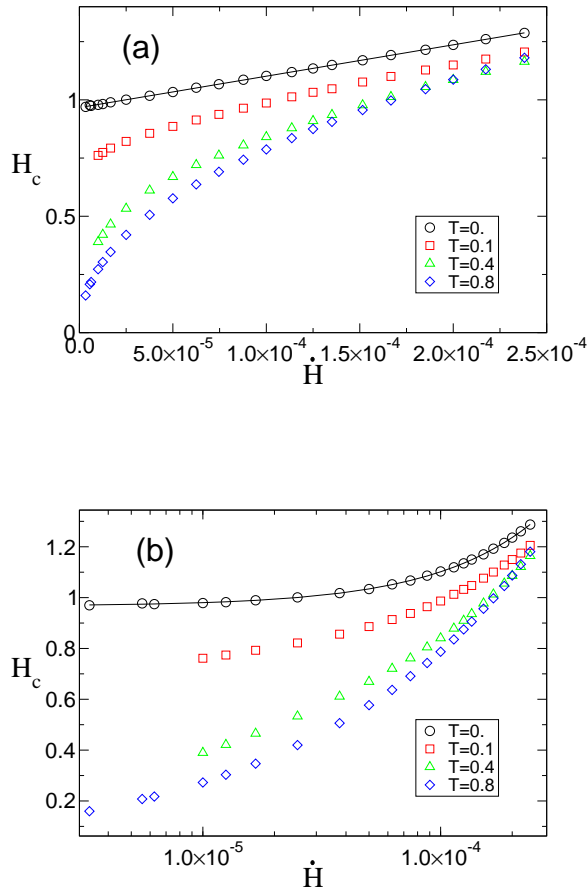 (a)
1
H_c
0.5
0
T=0.
T=0.1
T=0.4
T=0.8
0.0 5.0×10⁻⁵ 1.0×10⁻⁴ 1.5×10⁻⁴ 2.0×10⁻⁴ 2.5×10⁻⁴
Ḣ
(b)
1.2
1.0
0.8
H_c
0.6
0.4
0.2
T=0.
T=0.1
T=0.4
T=0.8
1.0×10⁻⁵ 1.0×10⁻⁴
Ḣ